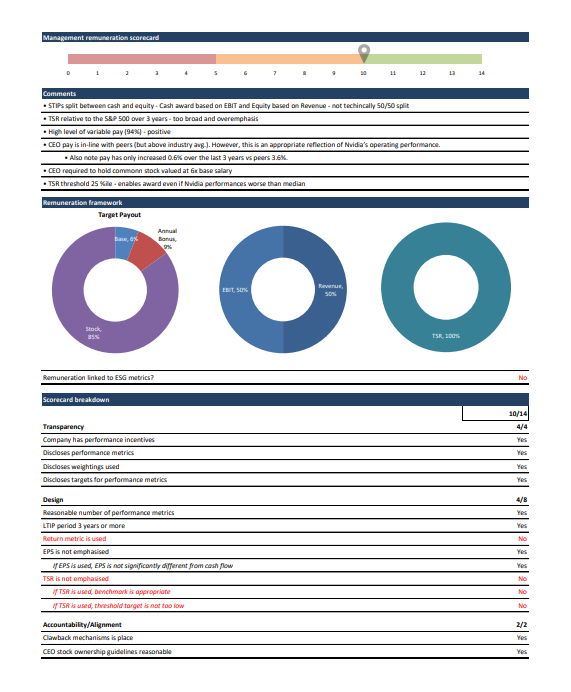 Management remuneration scorecard
0 1 2 3 4 5 6 7 8 9 10 11 12 13 14
Comments
• STIPs split between cash and equity - Cash award based on EBIT and Equity based on Revenue - not techincally 50/50 split
• TSR relative to the S&P 500 over 3 years - too broad and overemphasis
• High level of variable pay (94%) - positive
• CEO pay is in-line with peers (but above industry avg.). However, this is an appropriate reflection of Nvidia's operating performance.
• Also note pay has only increased 0.6% over the last 3 years vs peers 3.6%.
• CEO required to hold commonn stock valued at 6x base salary
• TSR threshold 25 %ile - enables award even if Nvidia performances worse than median
Remuneration framework
Target Payout
Base, 6%
Annual
Bonus,
9%
Stock,
85%
EBIT, 50%
Revenue,
50%
TSR, 100%
Remuneration linked to ESG metrics? No
Scorecard breakdown
10/14
Transparency 4/4
Company has performance incentives Yes
Discloses performance metrics Yes
Discloses weightings used Yes
Discloses targets for performance metrics Yes
Design 4/8
Reasonable number of performance metrics Yes
LTIP period 3 years or more Yes
Return metric is used No
EPS is not emphasised Yes
If EPS is used, EPS is not significantly different from cash flow Yes
TSR is not emphasised No
If TSR is used, benchmark is appropriate No
If TSR is used, threshold target is not too low No
Accountability/Alignment 2/2
Clawback mechanisms is place Yes
CEO stock ownership guidelines reasonable Yes